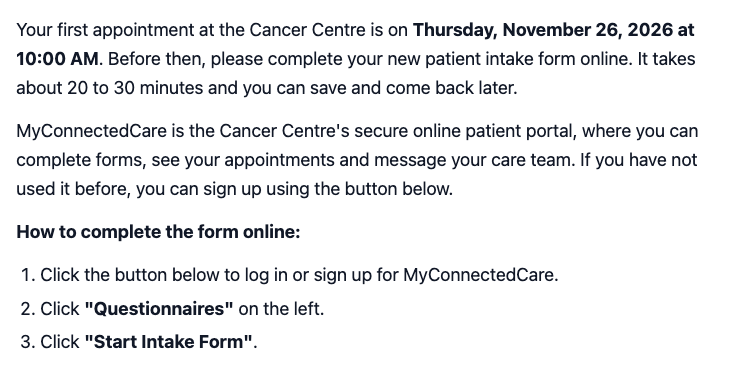 Your first appointment at the Cancer Centre is on Thursday, November 26, 2026 at
10:00 AM. Before then, please complete your new patient intake form online. It takes
about 20 to 30 minutes and you can save and come back later.
MyConnectedCare is the Cancer Centre's secure online patient portal, where you can
complete forms, see your appointments and message your care team. If you have not
used it before, you can sign up using the button below.
How to complete the form online:
1. Click the button below to log in or sign up for MyConnectedCare.
2. Click "Questionnaires" on the left.
3. Click "Start Intake Form".